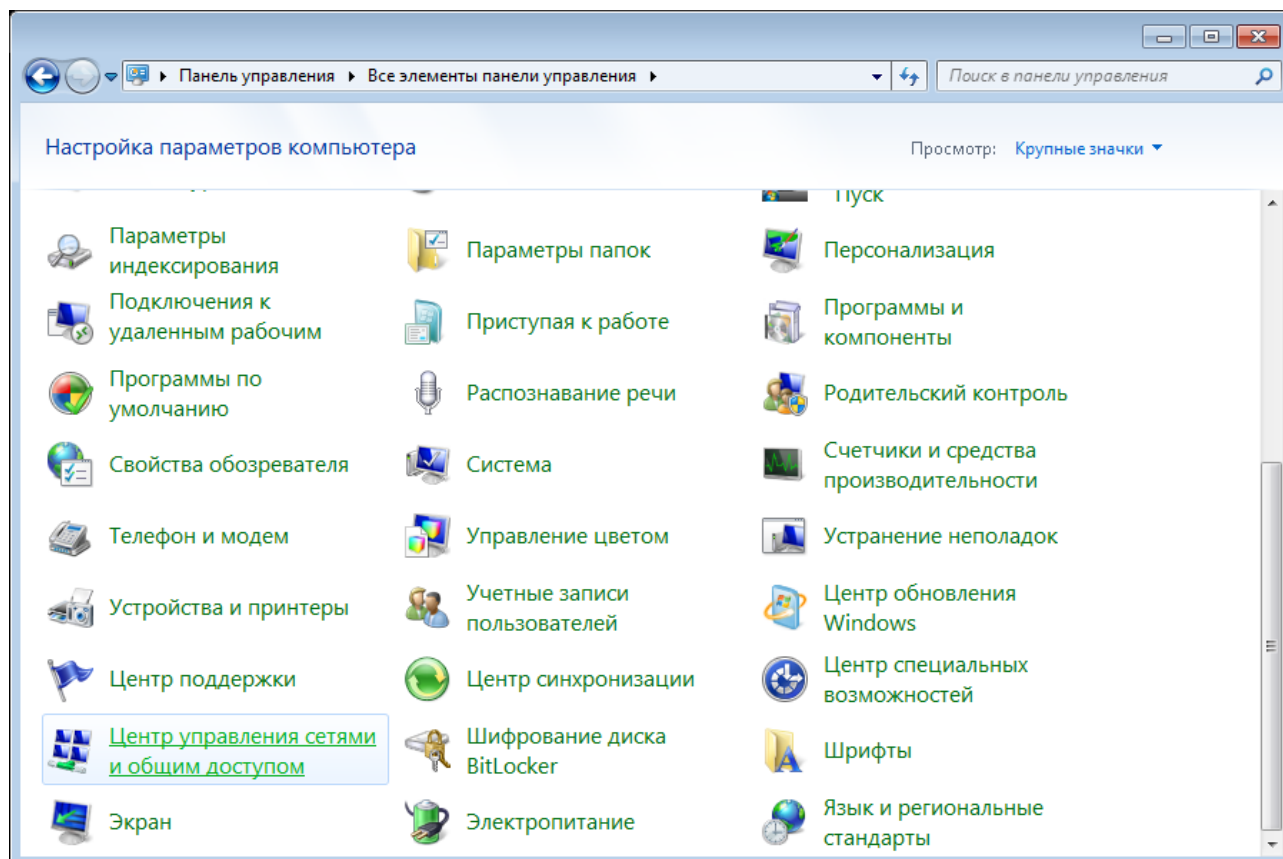 Панель управления
Все элементы панели управления
Поиск в панели управления
Настройка параметров компьютера
Просмотр: Крупные значки
Пуск
Параметры
индексирования
Параметры папок
Персонализация
Подключения к
удаленным рабочим
Приступая к работе
Программы и
компоненты
Программы по
умолчанию
Распознавание речи
Родительский контроль
Свойства обозревателя
Система
Счетчики и средства
производительности
Телефон и модем
Управление цветом
Устранение неполадок
Устройства и принтеры
Учетные записи
пользователей
Центр обновления
Windows
Центр поддержки
Центр синхронизации
Центр специальных
возможностей
Центр управления сетями
и общим доступом
Шифрование диска
BitLocker
Шрифты
Экран
Электропитание
Язык и региональные
стандарты